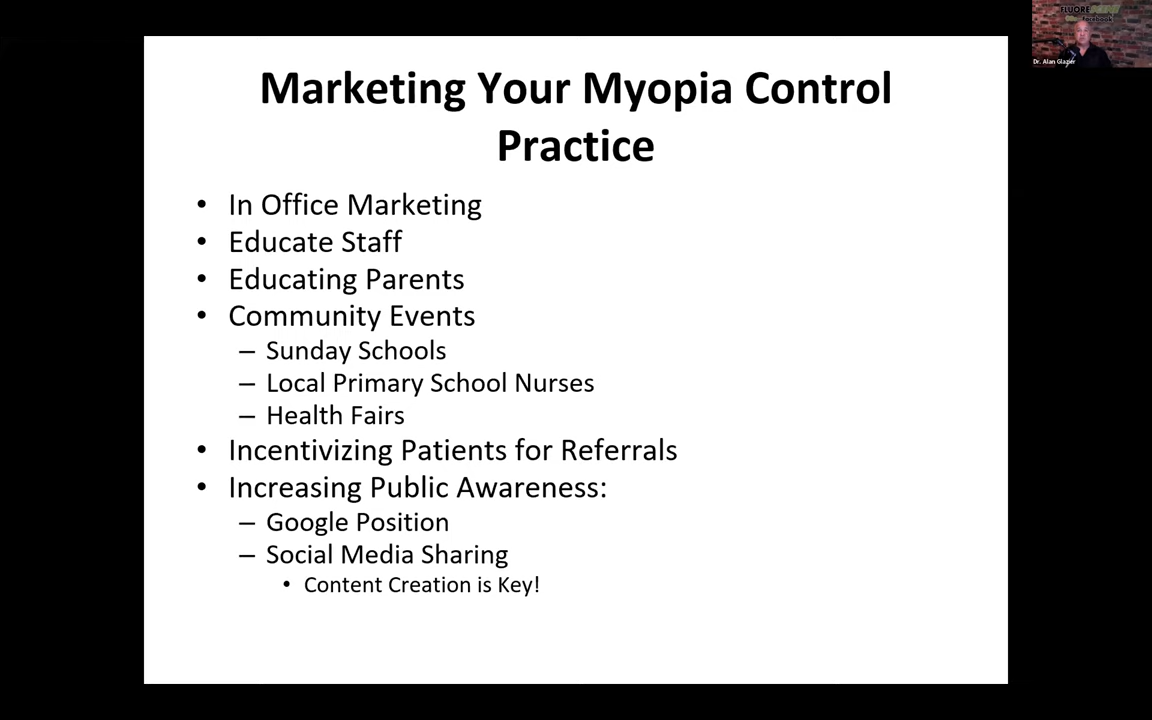 FLUORESCENT
facebook
Dr. Alan Glazier
Marketing Your Myopia Control
Practice
• In Office Marketing
• Educate Staff
• Educating Parents
• Community Events
– Sunday Schools
– Local Primary School Nurses
– Health Fairs
• Incentivizing Patients for Referrals
• Increasing Public Awareness:
– Google Position
– Social Media Sharing
• Content Creation is Key!